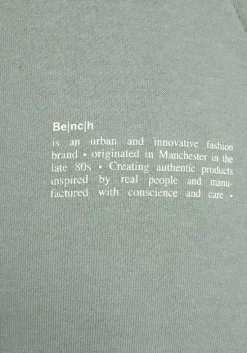 Be|nc|h
is an urban and innovative fashion
brand • originated in Manchester in the
late 80s • Creating authentic products
inspired by real people and manu-
factured with conscience and care •